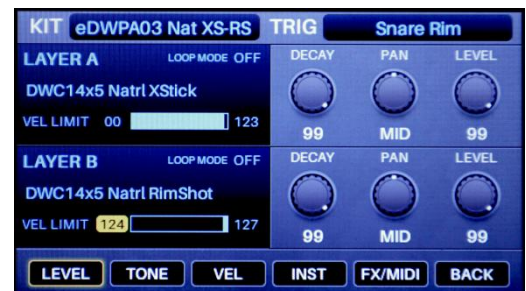 KIT eDWPA03 Nat XS-RS TRIG Snare Rim
LAYER A LOOP MODE OFF
DWC14x5 Natrl XStick
VEL LIMIT 00 123
DECAY PAN LEVEL
99 MID 99
LAYER B LOOP MODE OFF
DWC14x5 Natrl RimShot
VEL LIMIT 124 127
DECAY PAN LEVEL
99 MID 99
LEVEL TONE VEL INST FX/MIDI BACK